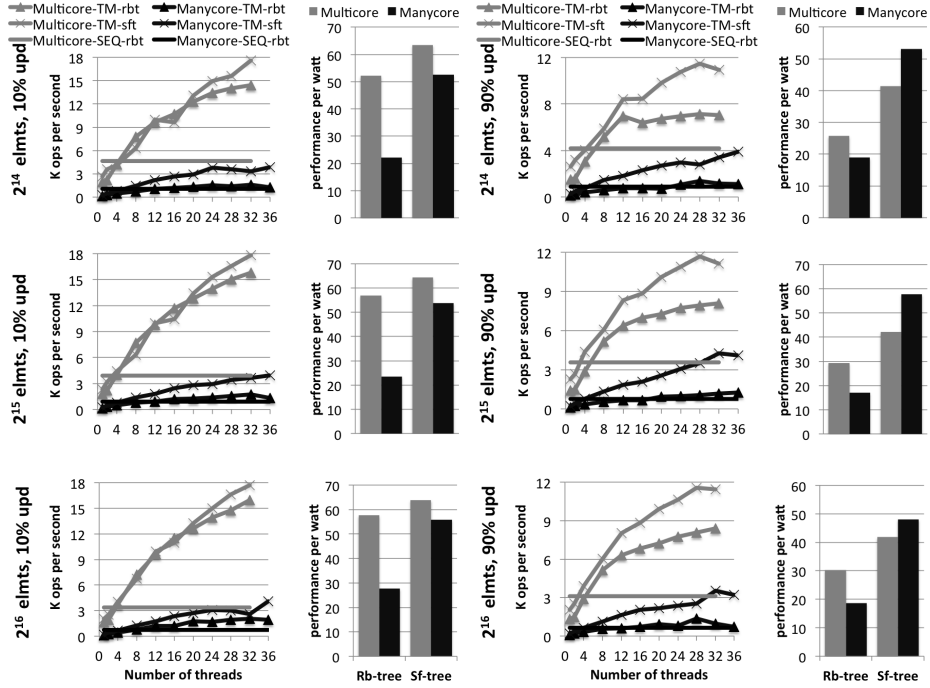 Multicore-TM-rbt Manycore-TM-rbt
Multicore-TM-sft Manycore-TM-sft
Multicore-SEQ-rbt Manycore-SEQ-rbt
Multicore Manycore
Multicore-TM-rbt Manycore-TM-rbt
Multicore-TM-sft Manycore-TM-sft
Multicore-SEQ-rbt Manycore-SEQ-rbt
Multicore Manycore
2¹⁴ elmts, 10% upd
K ops per second
18
15
12
9
6
3
0
0 4 8 12 16 20 24 28 32 36
performance per watt
70
60
50
40
30
20
10
0
2¹⁴ elmts, 90% upd
K ops per second
12
8
4
0
0 4 8 12 16 20 24 28 32 36
performance per watt
60
50
40
30
20
10
0
2¹⁵ elmts, 10% upd
K ops per second
18
15
12
9
6
3
0
0 4 8 12 16 20 24 28 32 36
performance per watt
70
60
50
40
30
20
10
0
2¹⁵ elmts, 90% upd
K ops per second
12
9
6
3
0
0 4 8 12 16 20 24 28 32 36
performance per watt
70
60
50
40
30
20
10
0
2¹⁶ elmts, 10% upd
K ops per second
18
15
12
9
6
3
0
0 4 8 12 16 20 24 28 32 36
Number of threads
performance per watt
70
60
50
40
30
20
10
0
Rb-tree Sf-tree
2¹⁶ elmts, 90% upd
K ops per second
12
9
6
3
0
0 4 8 12 16 20 24 28 32 36
Number of threads
performance per watt
60
50
40
30
20
10
0
Rb-tree Sf-tree